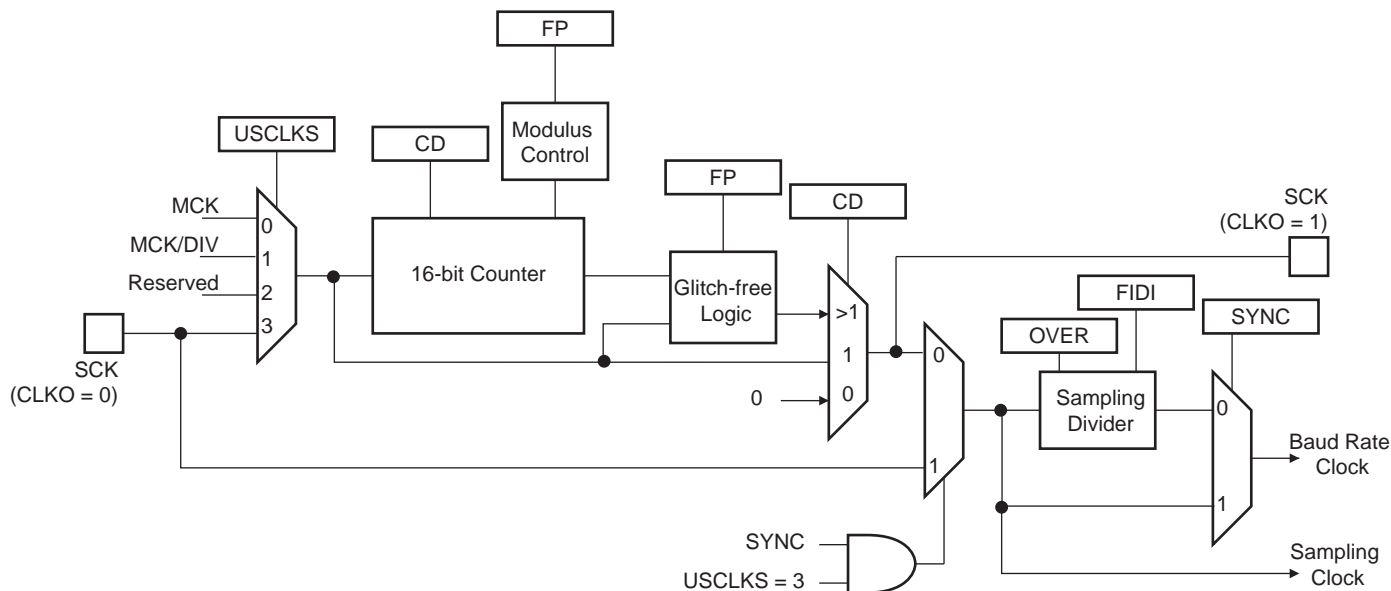 FP
USCLKS
CD
Modulus
Control
FP
CD
SCK
(CLKO = 1)
MCK
MCK/DIV
Reserved
0
1
2
3
16-bit Counter
Glitch-free
Logic
>1
1
0
0
SCK
(CLKO = 0)
FIDI
OVER
SYNC
0
1
Sampling
Divider
0
1
Baud Rate
Clock
SYNC
USCLKS = 3
Sampling
Clock